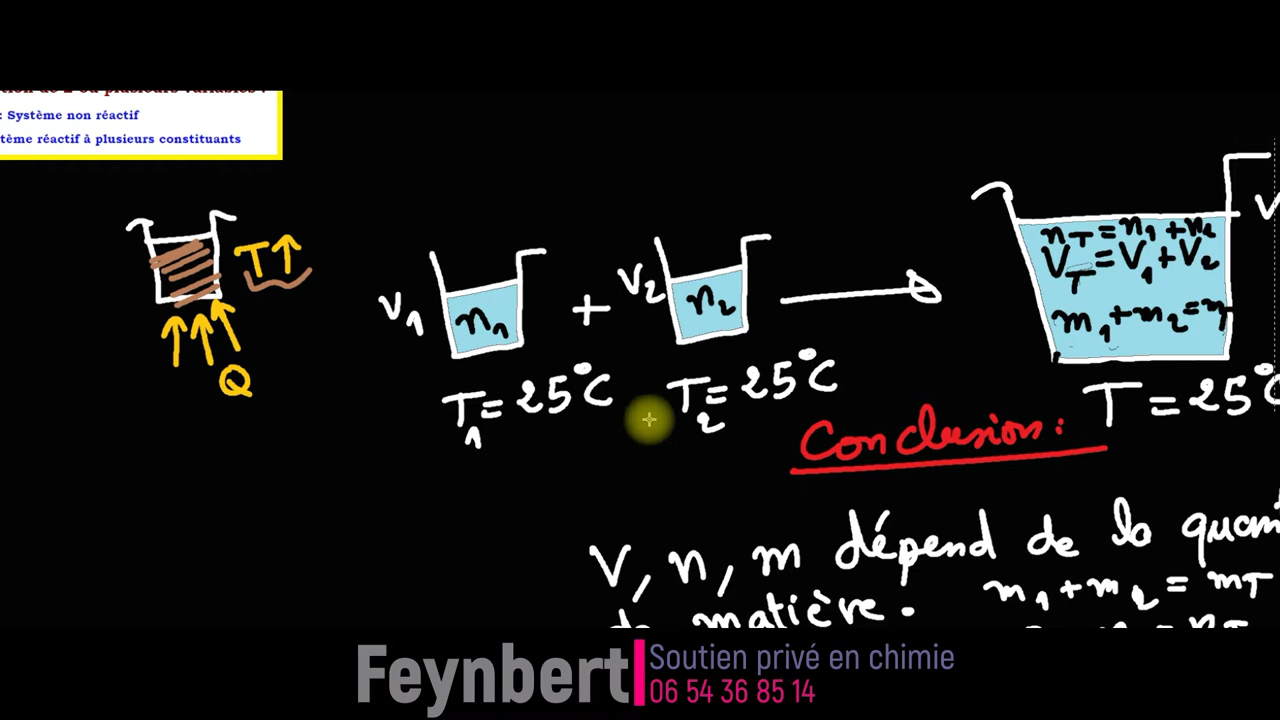 : Système non réactif
tème réactif à plusieurs constituants
T↑
Q
V1 n1 + V2 n2
T1 = 25°C
T2 = 25°C
nT = n1 + n2
VT = V1 + V2
m1 + m2 = m
T = 25°C
Conclusion :
V, n, m dépend de la quan
de matière.
m1 + m2 = mT
Feynbert
Soutien privé en chimie
06 54 36 85 14